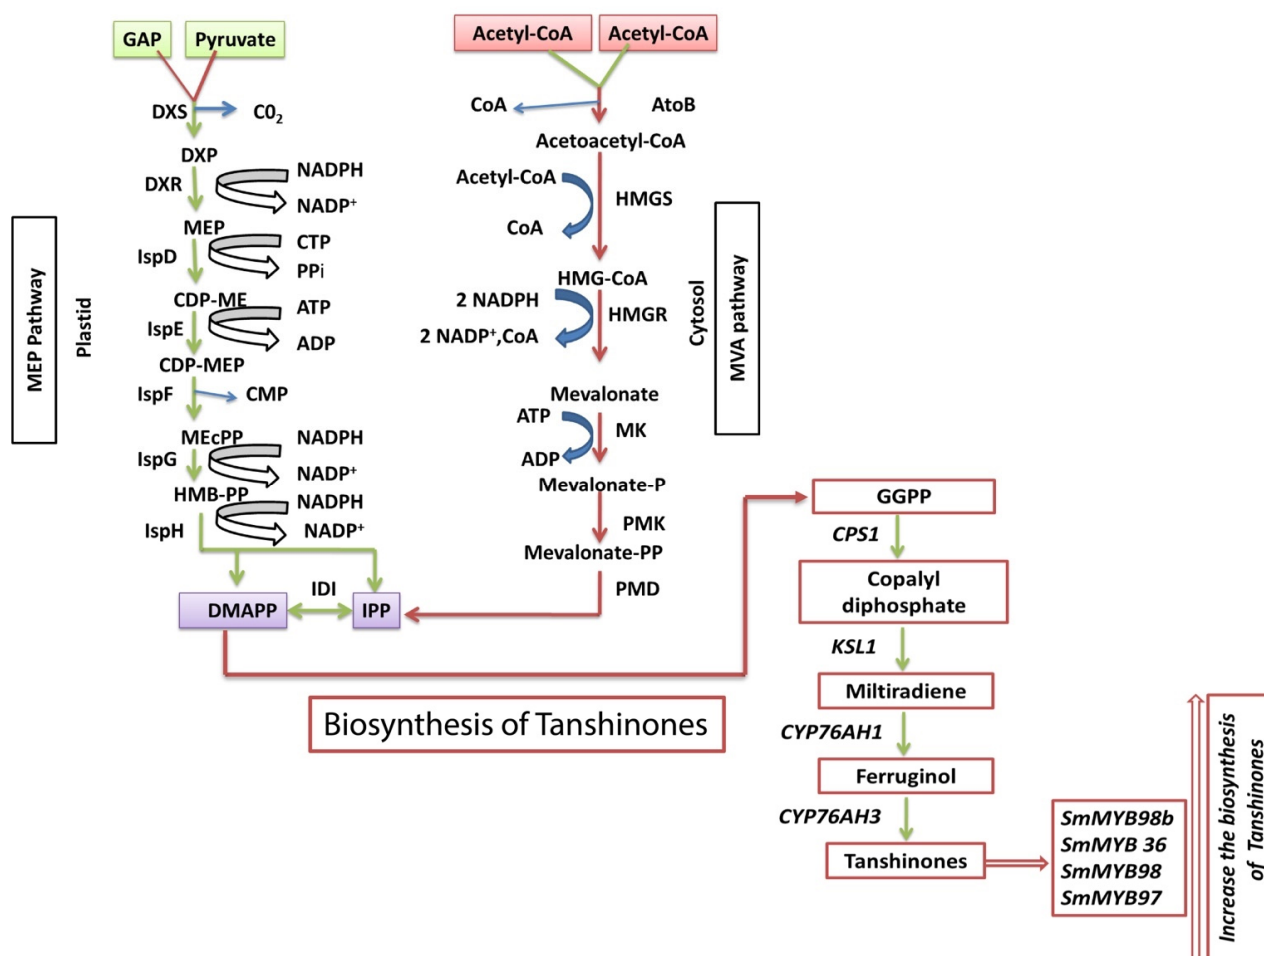 GAP
Pyruvate
DXS
C0₂
DXP
DXR
NADPH
NADP⁺
MEP
IspD
CTP
PPi
CDP-ME
IspE
ATP
ADP
CDP-MEP
IspF
CMP
MEcPP
IspG
NADPH
NADP⁺
HMB-PP
IspH
NADPH
NADP⁺
DMAPP
IDI
IPP
MEP Pathway
Plastid
Acetyl-CoA
Acetyl-CoA
CoA
AtoB
Acetoacetyl-CoA
Acetyl-CoA
HMGS
CoA
HMG-CoA
2 NADPH
HMGR
2 NADP⁺,CoA
Mevalonate
ATP
MK
ADP
Mevalonate-P
PMK
Mevalonate-PP
PMD
Cytosol
MVA pathway
GGPP
CPS1
Copalyl
diphosphate
KSL1
Miltiradiene
CYP76AH1
Ferruginol
CYP76AH3
Tanshinones
SmMYB98b
SmMYB 36
SmMYB98
SmMYB97
Increase the biosynthesis
of Tanshinones
Biosynthesis of Tanshinones